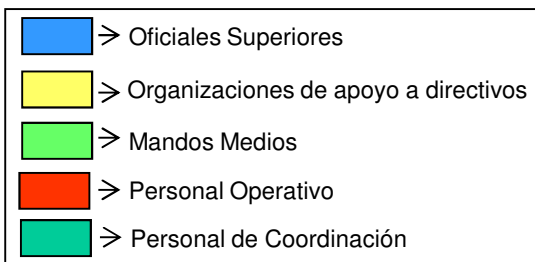 Oficiales Superiores
Organizaciones de apoyo a directivos
Mandos Medios
Personal Operativo
Personal de Coordinación